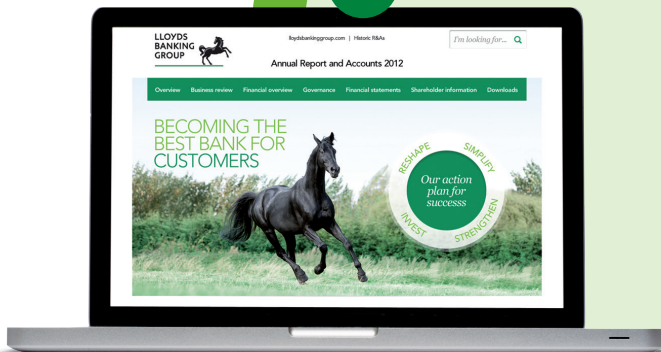 LLOYDS
BANKING
GROUP
lloydsbankinggroup.com | Historic R&As
I'm looking for...
Annual Report and Accounts 2012
Overview Business review Financial overview Governance Financial statements Shareholder information Downloads
BECOMING THE
BEST BANK FOR
CUSTOMERS
RESHAPE
SIMPLIFY
Our action
plan for
successs
INVEST
STRENGTHEN